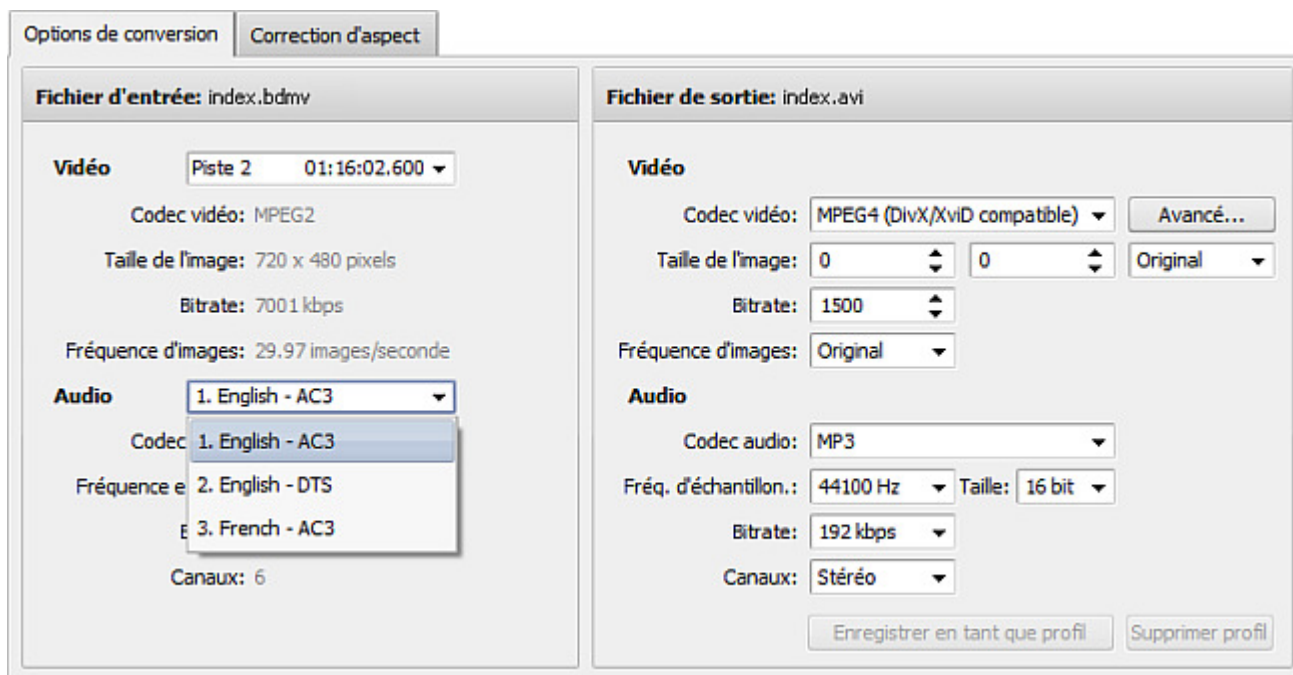 Options de conversion Correction d'aspect
Fichier d'entrée: index.bdmv
Vidéo Piste 2 01:16:02.600
Codec vidéo: MPEG2
Taille de l'image: 720 x 480 pixels
Bitrate: 7001 kbps
Fréquence d'images: 29.97 images/seconde
Audio 1. English - AC3
Codec 1. English - AC3
Fréquence e 2. English - DTS
3. French - AC3
Canaux: 6
Fichier de sortie: index.avi
Vidéo
Codec vidéo: MPEG4 (DivX/XviD compatible) Avancé...
Taille de l'image: 0 0 Original
Bitrate: 1500
Fréquence d'images: Original
Audio
Codec audio: MP3
Fréq. d'échantillon.: 44100 Hz Taille: 16 bit
Bitrate: 192 kbps
Canaux: Stéréo
Enregistrer en tant que profil Supprimer profil